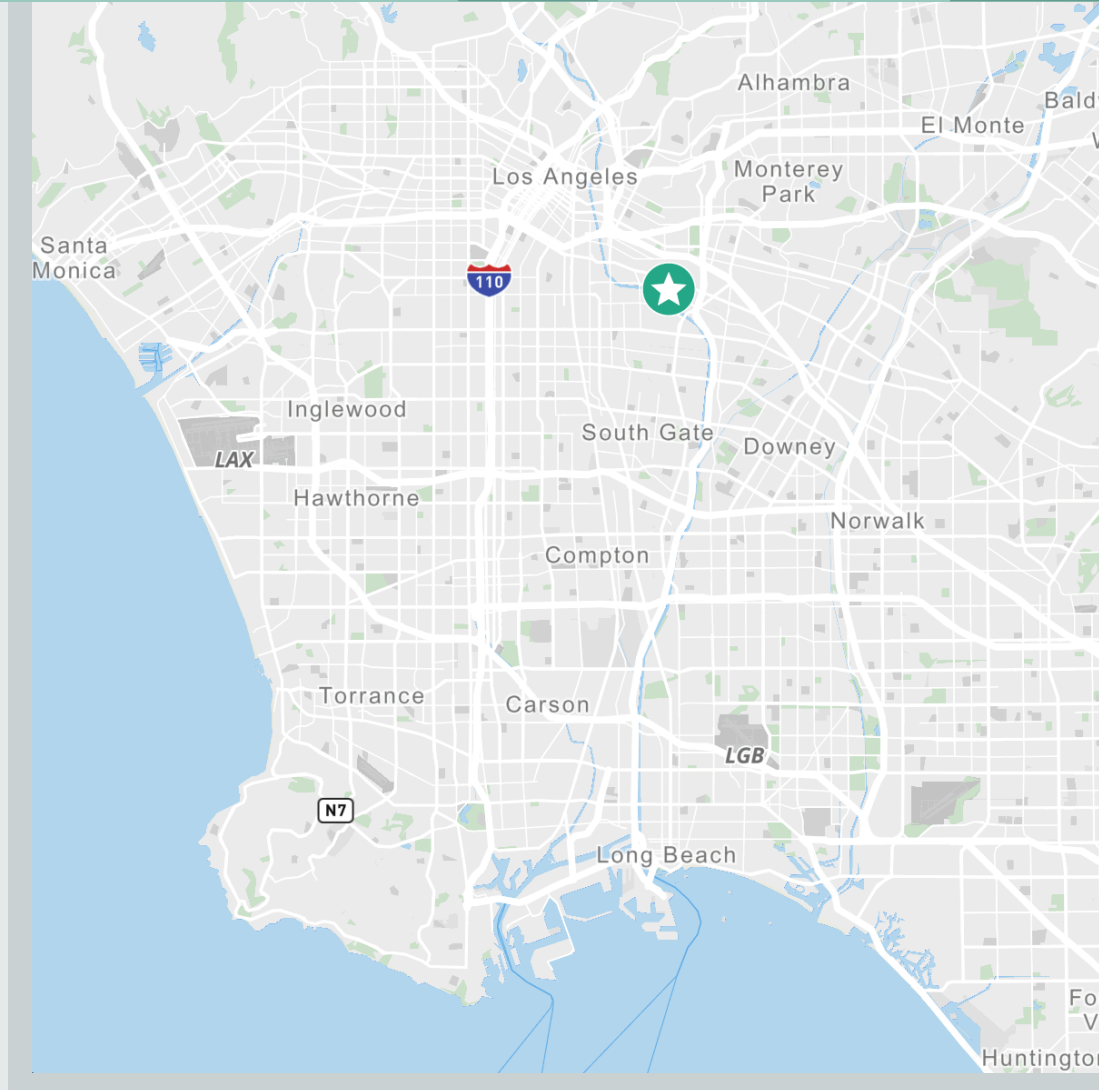 Alhambra
Bald
El Monte
W
Los Angeles
Monterey
Park
Santa
Monica
110
Inglewood
South Gate
Downey
LAX
Hawthorne
Norwalk
Compton
Torrance
Carson
LGB
N7
Long Beach
Fo
V
Huntingto